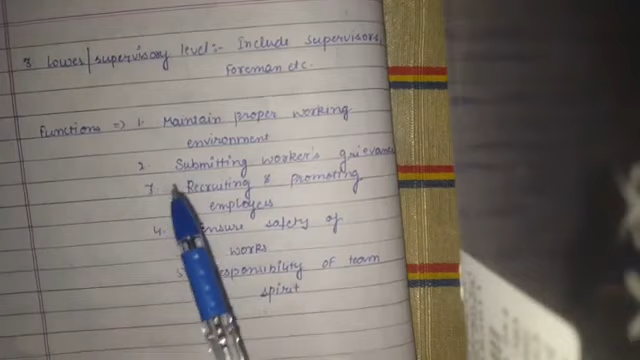 3 Lower/supervisory level:- Include supervisors,
Foreman etc.
Functions => 1. Maintain proper working
environment
2. Submitting worker's grievance
3. Recruiting & promoting
employees
4. ensure safety of
works
5. responsibility of team
spirit